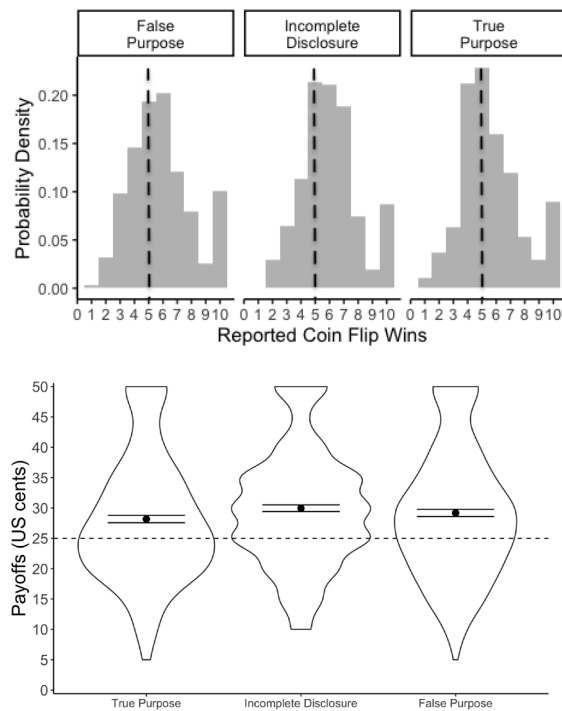 False Purpose
Incomplete Disclosure
True Purpose
Probability Density
0.20
0.15
0.10
0.05
0.00
0 1 2 3 4 5 6 7 8 9 10
0 1 2 3 4 5 6 7 8 9 10
0 1 2 3 4 5 6 7 8 9 10
Reported Coin Flip Wins
Payoffs (US cents)
50
45
40
35
30
25
20
15
10
5
0
True Purpose
Incomplete Disclosure
False Purpose